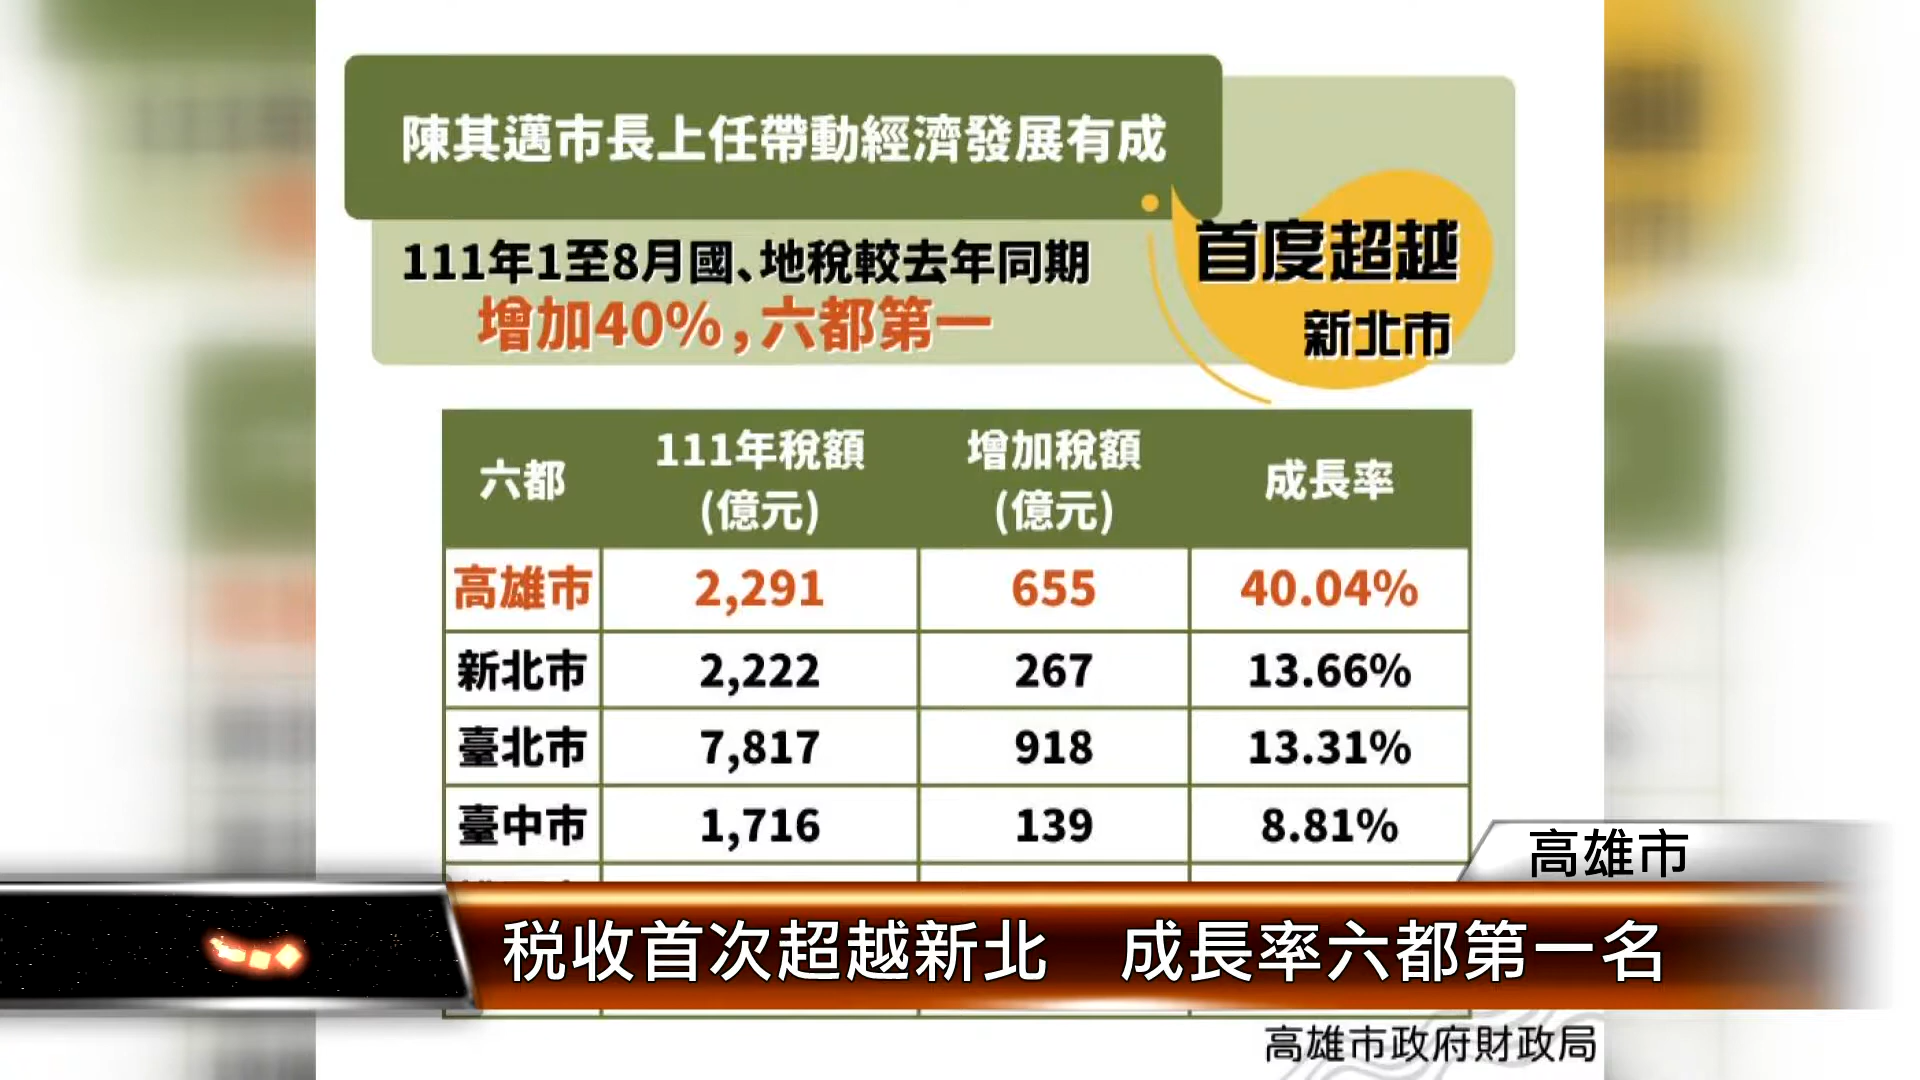 陳其邁市長上任帶動經濟發展有成
111年1至8月國、地稅較去年同期
增加40%，六都第一
首度超越
新北市
六都 111年稅額(億元) 增加稅額(億元) 成長率
高雄市 2,291 655 40.04%
新北市 2,222 267 13.66%
臺北市 7,817 918 13.31%
臺中市 1,716 139 8.81%
高雄市
稅收首次超越新北 成長率六都第一名
高雄市政府財政局